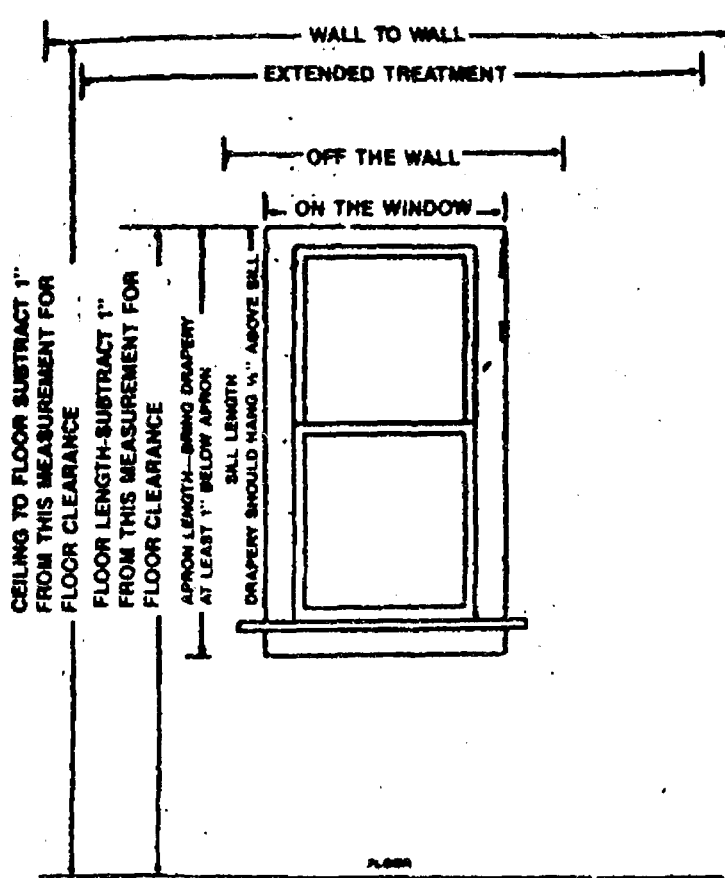 WALL TO WALL
EXTENDED TREATMENT
OFF THE WALL
ON THE WINDOW
CEILING TO FLOOR SUBTRACT 1"
FROM THIS MEASUREMENT FOR
FLOOR CLEARANCE
FLOOR LENGTH-SUBTRACT 1"
FROM THIS MEASUREMENT FOR
FLOOR CLEARANCE
APRON LENGTH—BRING DRAPERY
AT LEAST 1" BELOW APRON
SILL LENGTH
DRAPERY SHOULD HANG ½" ABOVE SILL
FLOOR